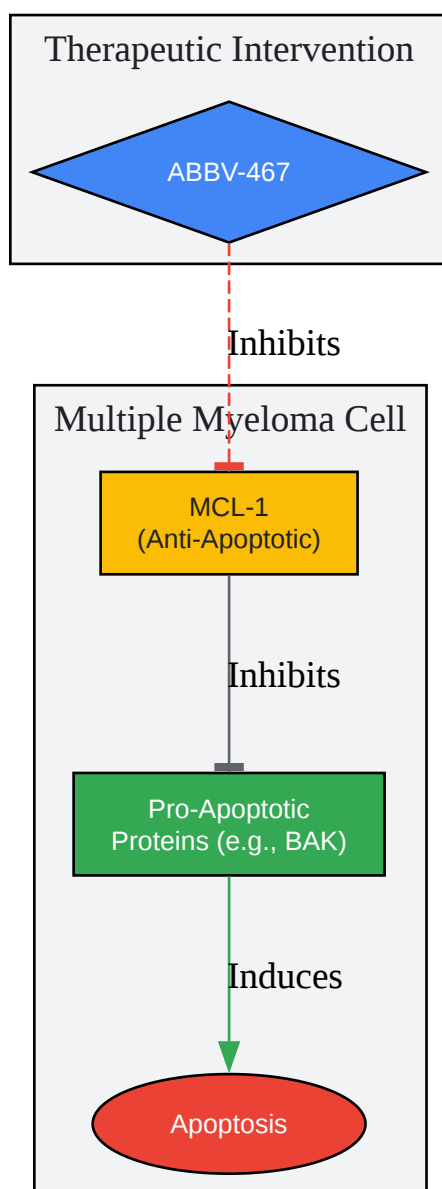 Therapeutic Intervention
ABBV-467
Inhibits
Multiple Myeloma Cell
MCL-1
(Anti-Apoptotic)
Inhibits
Pro-Apoptotic
Proteins (e.g., BAK)
Induces
Apoptosis